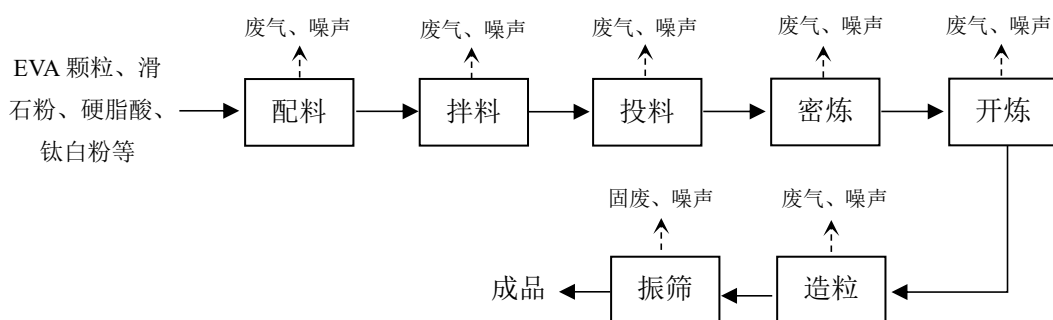 废气、噪声
废气、噪声
废气、噪声
废气、噪声
废气、噪声
EVA 颗粒、滑
石粉、硬脂酸、
钛白粉等
配料
拌料
投料
密炼
开炼
固废、噪声
废气、噪声
成品
振筛
造粒